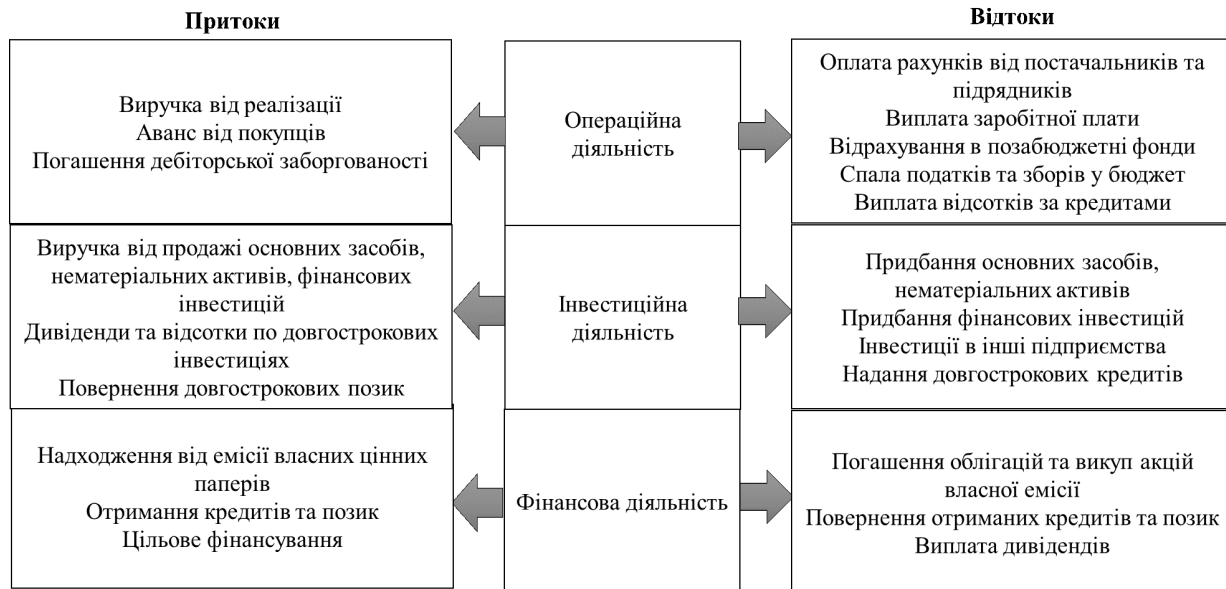 Притоки
Відтоки
Виручка від реалізації
Аванс від покупців
Погашення дебіторської заборгованості
Операційна
діяльність
Оплата рахунків від постачальників та
підрядників
Виплата заробітної плати
Відрахування в позабюджетні фонди
Спала податків та зборів у бюджет
Виплата відсотків за кредитами
Виручка від продажі основних засобів,
нематеріальних активів, фінансових
інвестицій
Дивіденди та відсотки по довгострокових
інвестиціях
Повернення довгострокових позик
Інвестиційна
діяльність
Придбання основних засобів,
нематеріальних активів
Придбання фінансових інвестицій
Інвестиції в інші підприємства
Надання довгострокових кредитів
Надходження від емісії власних цінних
паперів
Отримання кредитів та позик
Цільове фінансування
Фінансова діяльність
Погашення облігацій та викуп акцій
власної емісії
Повернення отриманих кредитів та позик
Виплата дивідендів